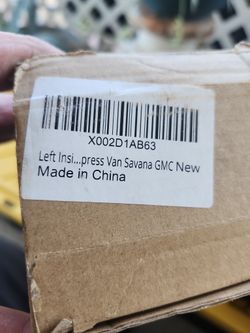 X002D1AB63
Left Insi...press Van Savana GMC New
Made in China